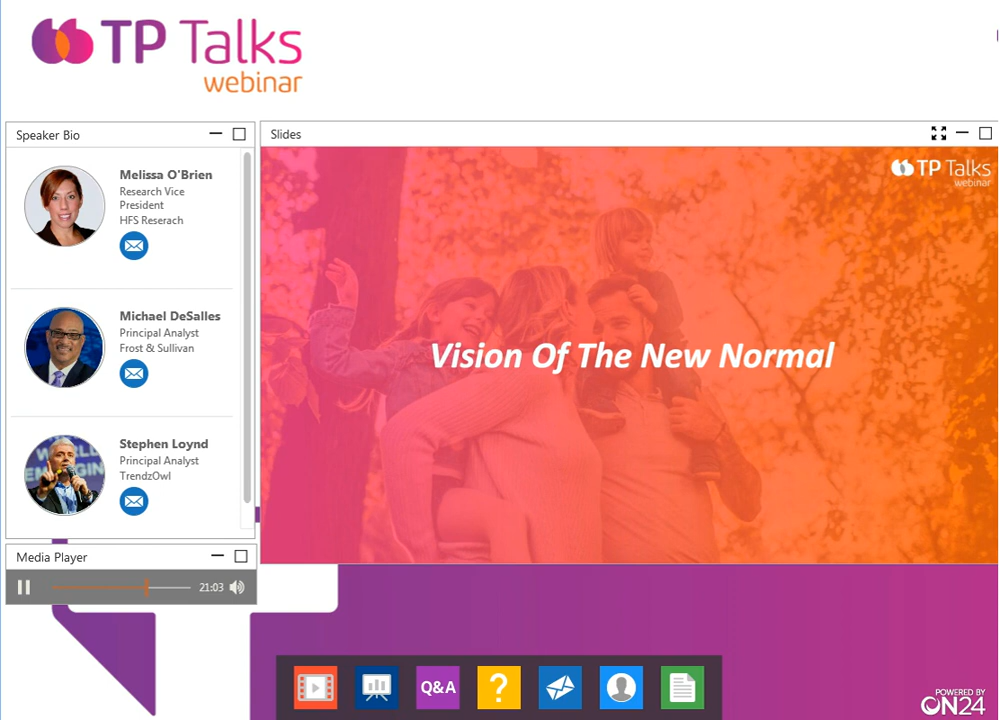 TP Talks
webinar
Speaker Bio
Melissa O'Brien
Research Vice
President
HFS Reserach
Michael DeSalles
Principal Analyst
Frost & Sullivan
Stephen Loynd
Principal Analyst
TrendzOwl
Media Player
21:03
Slides
TP Talks
webinar
Vision Of The New Normal
Q&A
?
POWERED BY
ON24